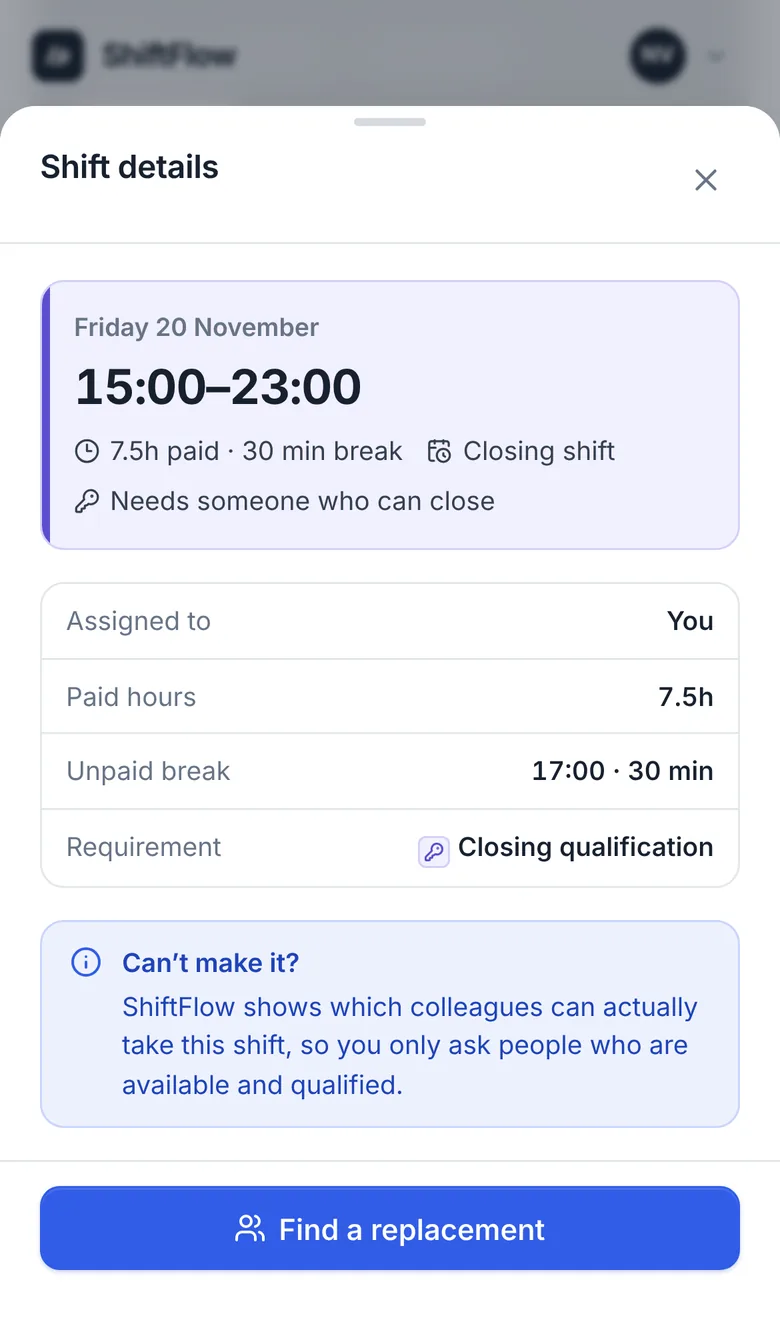 ShiftFlow
Shift details
Friday 20 November
15:00–23:00
7.5h paid · 30 min break Closing shift
Needs someone who can close
Assigned to You
Paid hours 7.5h
Unpaid break 17:00 · 30 min
Requirement Closing qualification
Can’t make it?
ShiftFlow shows which colleagues can actually
take this shift, so you only ask people who are
available and qualified.
Find a replacement